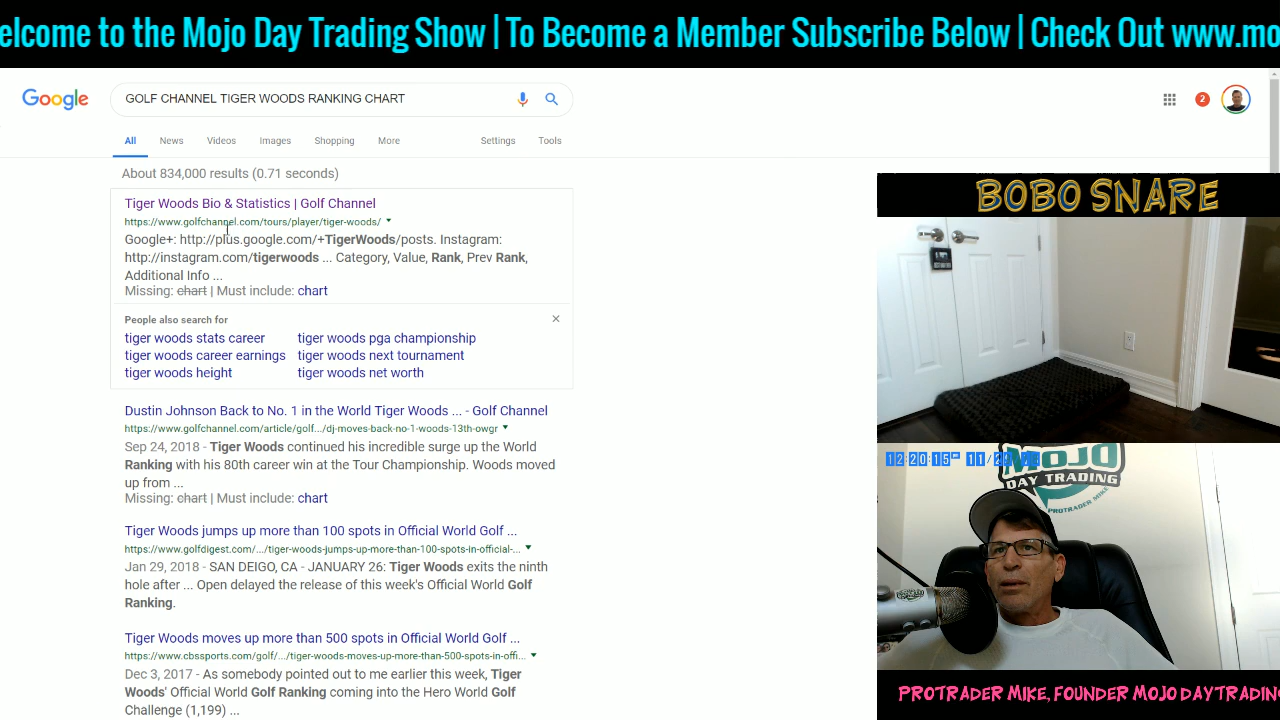 elcome to the Mojo Day Trading Show | To Become a Member Subscribe Below | Check Out www.mo
Google
GOLF CHANNEL TIGER WOODS RANKING CHART
2
All News Videos Images Shopping More Settings Tools
About 834,000 results (0.71 seconds)
Tiger Woods Bio & Statistics | Golf Channel
https://www.golfchannel.com/tours/player/tiger-woods/
Google+: http://plus.google.com/+TigerWoods/posts. Instagram:
http://instagram.com/tigerwoods ... Category, Value, Rank, Prev Rank,
Additional Info ...
Missing: chart | Must include: chart
People also search for
tiger woods stats career
tiger woods pga championship
tiger woods career earnings
tiger woods next tournament
tiger woods height
tiger woods net worth
Dustin Johnson Back to No. 1 in the World Tiger Woods ... - Golf Channel
https://www.golfchannel.com/article/golf.../dj-moves-back-no-1-woods-13th-owgr
Sep 24, 2018 - Tiger Woods continued his incredible surge up the World
Ranking with his 80th career win at the Tour Championship. Woods moved
up from ...
Missing: chart | Must include: chart
Tiger Woods jumps up more than 100 spots in Official World Golf ...
https://www.golfdigest.com/.../tiger-woods-jumps-up-more-than-100-spots-in-official-...
Jan 29, 2018 - SAN DEIGO, CA - JANUARY 26: Tiger Woods exits the ninth
hole after ... Open delayed the release of this week's Official World Golf
Ranking.
Tiger Woods moves up more than 500 spots in Official World Golf ...
https://www.cbssports.com/golf/.../tiger-woods-moves-up-more-than-500-spots-in-offi...
Dec 3, 2017 - As somebody pointed out to me earlier this week, Tiger
Woods' Official World Golf Ranking coming into the Hero World Golf
Challenge (1,199) ...
BOBO SNARE
12:20:15
MOJO
DAY TRADING
PROTRADER MIKE
PROTRADER MIKE, FOUNDER MOJO DAYTRADIN